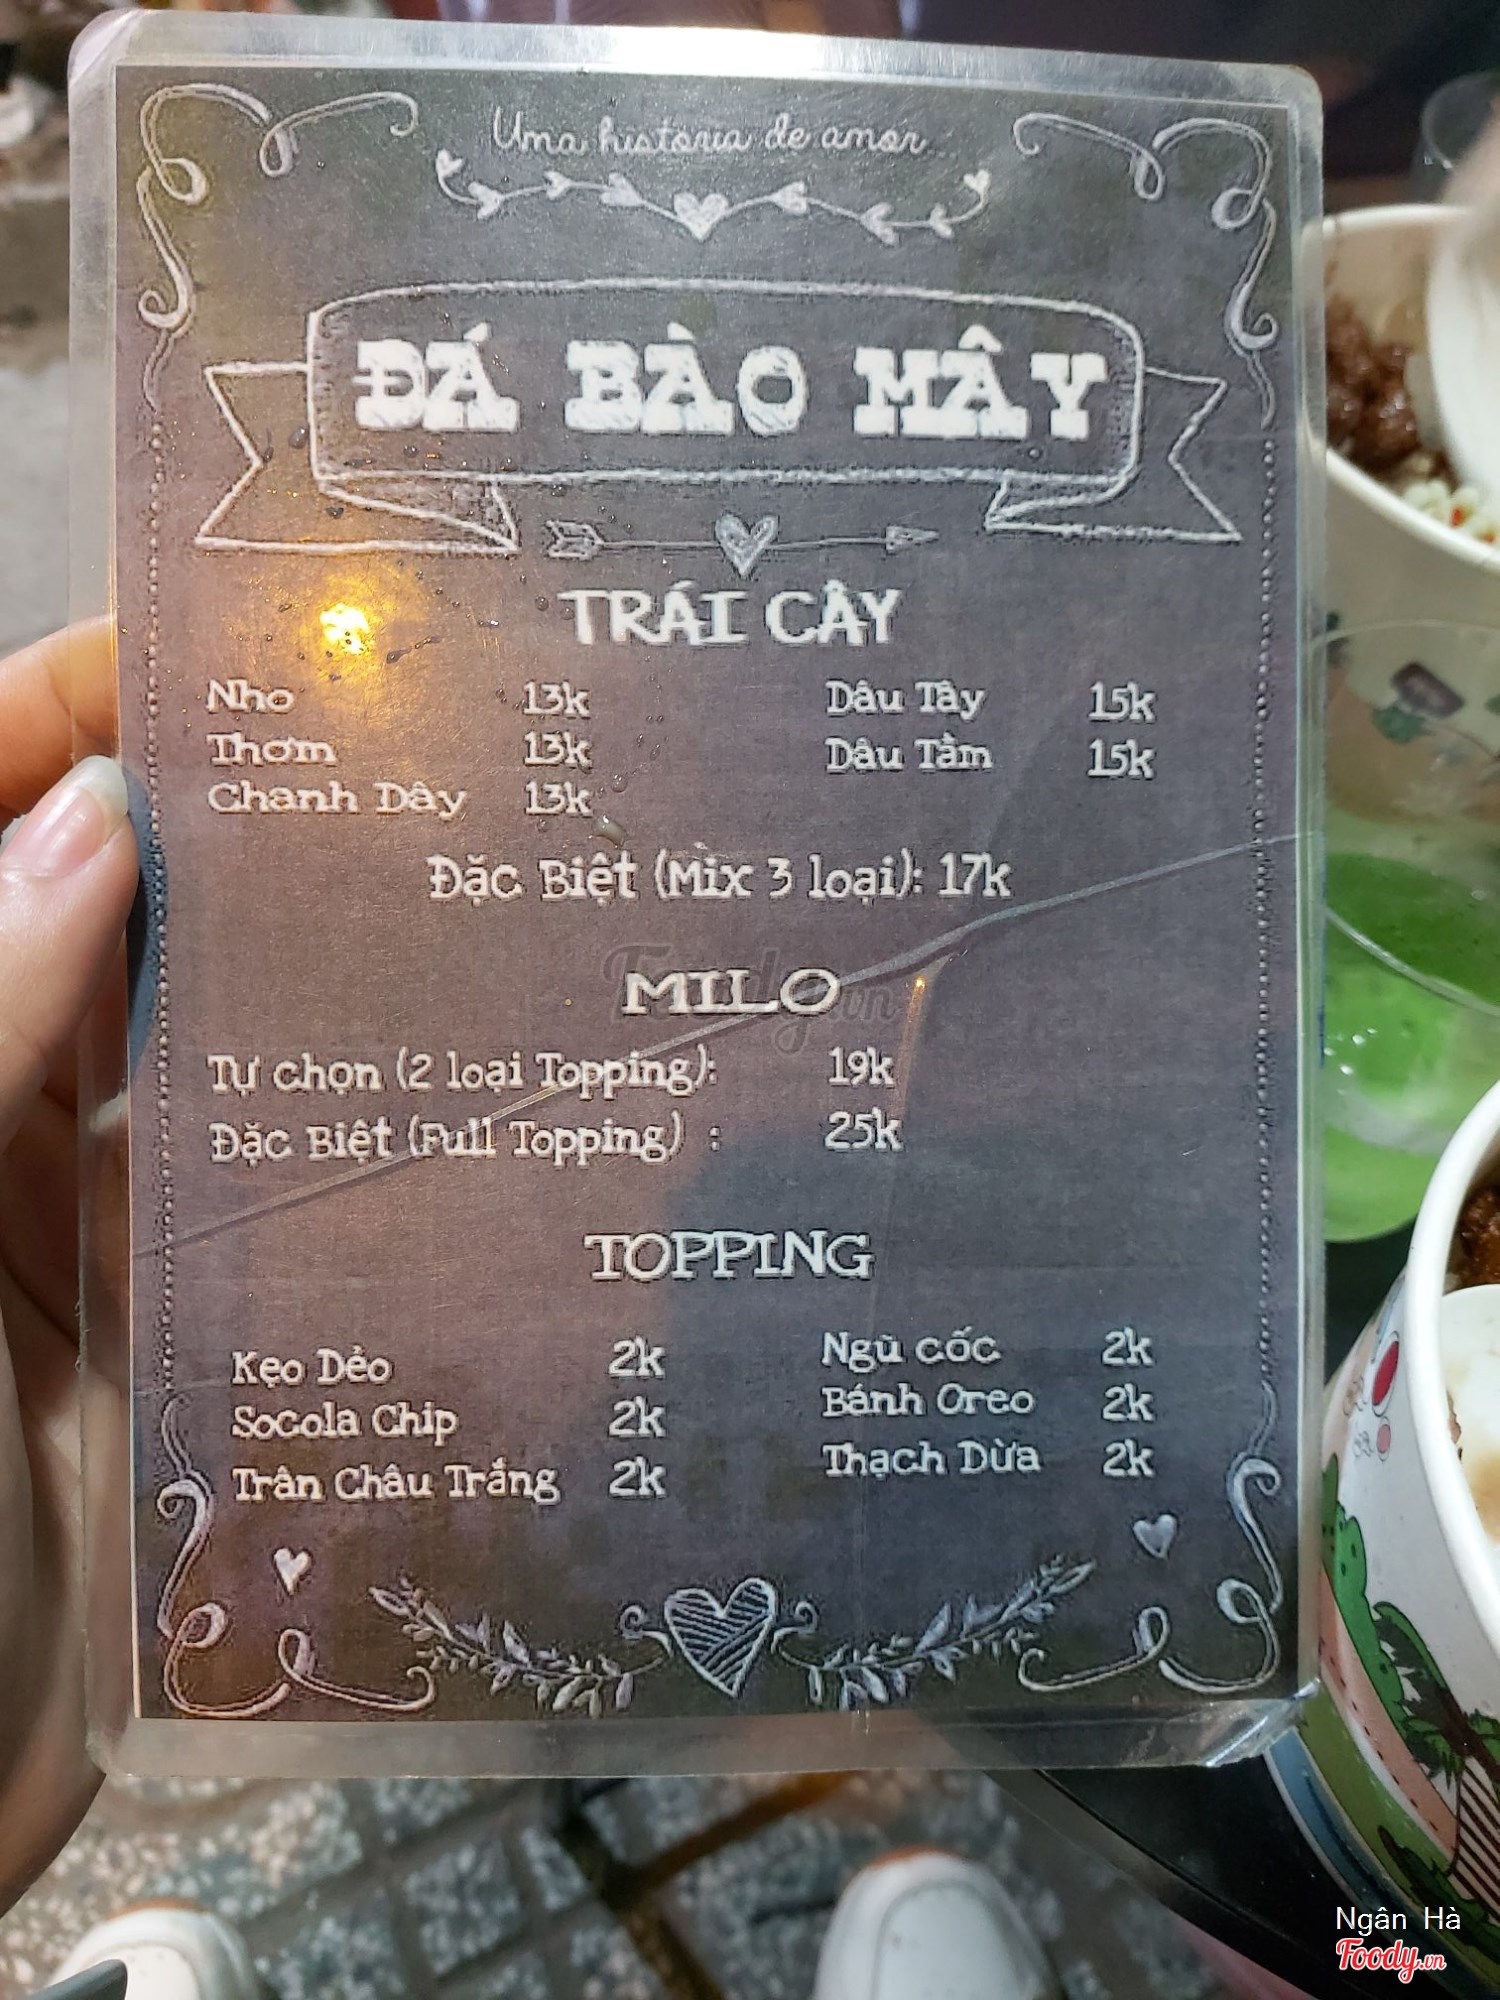 Uma historia de amor...
ĐÁ BÀO MÂY
TRÁI CÂY
Nho 13k
Thơm 13k
Chanh Dây 13k
Dâu Tây 15k
Dâu Tằm 15k
Đặc Biệt (Mix 3 loại): 17k
MILO
Tự chọn (2 loại Topping): 19k
Đặc Biệt (Full Topping) : 25k
TOPPING
Kẹo Dẻo 2k
Socola Chip 2k
Trân Châu Trắng 2k
Ngũ cốc 2k
Bánh Oreo 2k
Thạch Dừa 2k
Foody.vn
Ngân Hà
Foody.vn